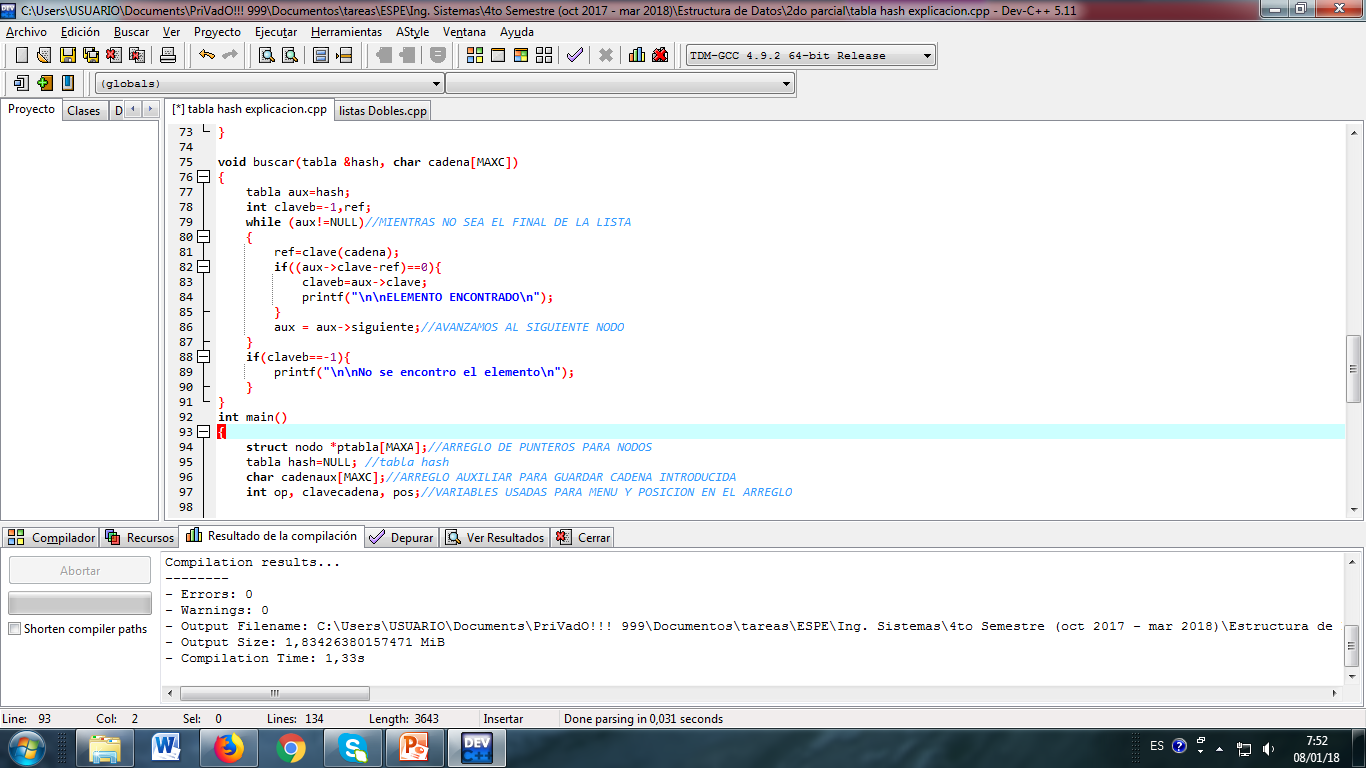 C:\Users\USUARIO\Documents\PriVadO!!! 999\Documentos\tareas\ESPE\Ing. Sistemas\4to Semestre (oct 2017 - mar 2018)\Estructura de Datos\2do parcial\tabla hash explicacion.cpp - Dev-C++ 5.11
Archivo Edición Buscar Ver Proyecto Ejecutar Herramientas AStyle Ventana Ayuda
TDM-GCC 4.9.2 64-bit Release
(globals)
Proyecto Clases D
[*] tabla hash explicacion.cpp listas Dobles.cpp
73 }
74
75 void buscar(tabla &hash, char cadena[MAXC])
76 {
77 tabla aux=hash;
78 int claveb=-1,ref;
79 while (aux!=NULL)//MIENTRAS NO SEA EL FINAL DE LA LISTA
80 {
81 ref=clave(cadena);
82 if((aux->clave-ref)==0){
83 claveb=aux->clave;
84 printf("\n\nELEMENTO ENCONTRADO\n");
85 }
86 aux = aux->siguiente;//AVANZAMOS AL SIGUIENTE NODO
87 }
88 if(claveb==-1){
89 printf("\n\nNo se encontro el elemento\n");
90 }
91 }
92 int main()
93 {
94 struct nodo *ptabla[MAXA];//ARREGLO DE PUNTEROS PARA NODOS
95 tabla hash=NULL; //tabla hash
96 char cadenaux[MAXC];//ARREGLO AUXILIAR PARA GUARDAR CADENA INTRODUCIDA
97 int op, clavecadena, pos;//VARIABLES USADAS PARA MENU Y POSICION EN EL ARREGLO
98
Compilador Recursos Resultado de la compilación Depurar Ver Resultados Cerrar
Abortar
Shorten compiler paths
Compilation results...
--------
- Errors: 0
- Warnings: 0
- Output Filename: C:\Users\USUARIO\Documents\PriVadO!!! 999\Documentos\tareas\ESPE\Ing. Sistemas\4to Semestre (oct 2017 - mar 2018)\Estructura de
- Output Size: 1,83426380157471 MiB
- Compilation Time: 1,33s
Line: 93 Col: 2 Sel: 0 Lines: 134 Length: 3643 Insertar Done parsing in 0,031 seconds
DEV C++
ES
7:52
08/01/18